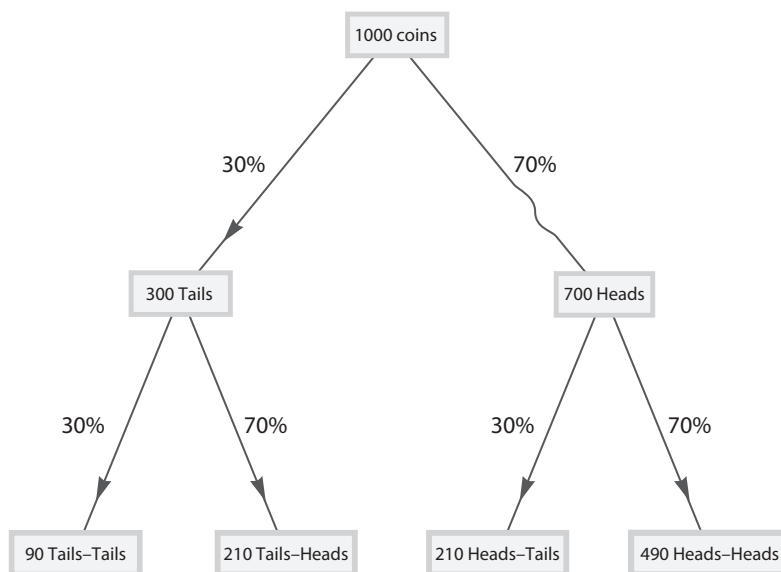 1000 coins
30%
70%
300 Tails
700 Heads
30%
70%
30%
70%
90 Tails–Tails
210 Tails–Heads
210 Heads–Tails
490 Heads–Heads